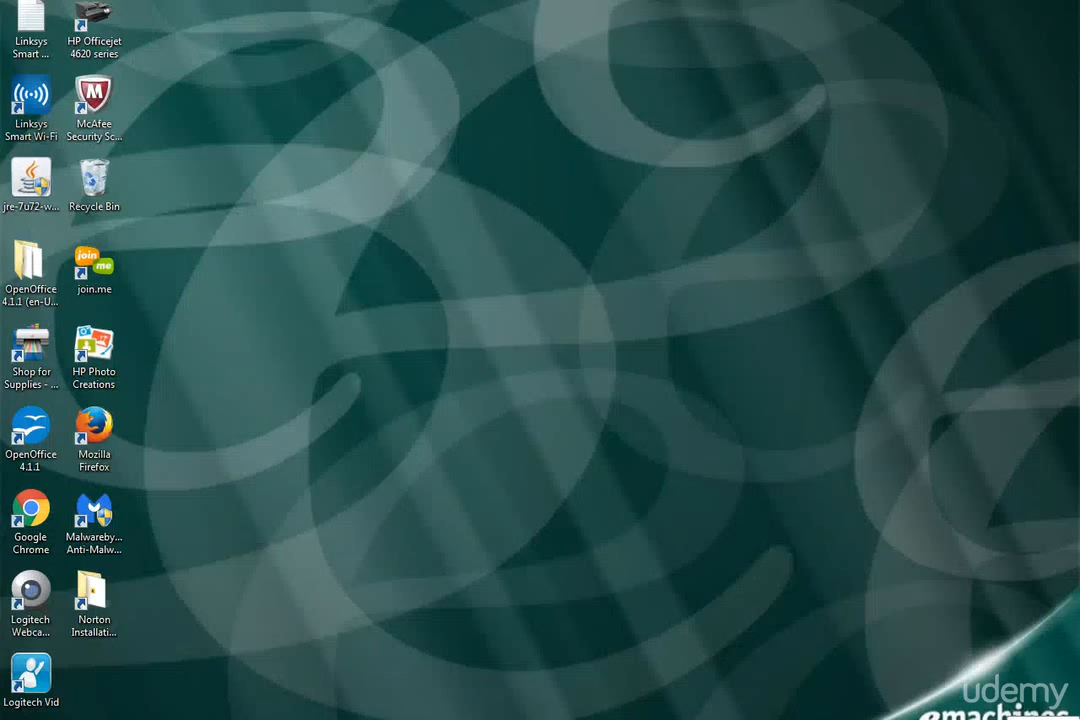 Linksys
Smart ...
HP Officejet
4620 series
Linksys
Smart Wi-Fi
McAfee
Security Sc...
jre-7u72-w...
Recycle Bin
OpenOffice
4.1.1 (en-U...
join
me
join.me
Shop for
Supplies - ...
HP Photo
Creations
OpenOffice
4.1.1
Mozilla
Firefox
Google
Chrome
Malwareby...
Anti-Malw...
Logitech
Webca...
Norton
Installati...
Logitech Vid
udemy
emachines